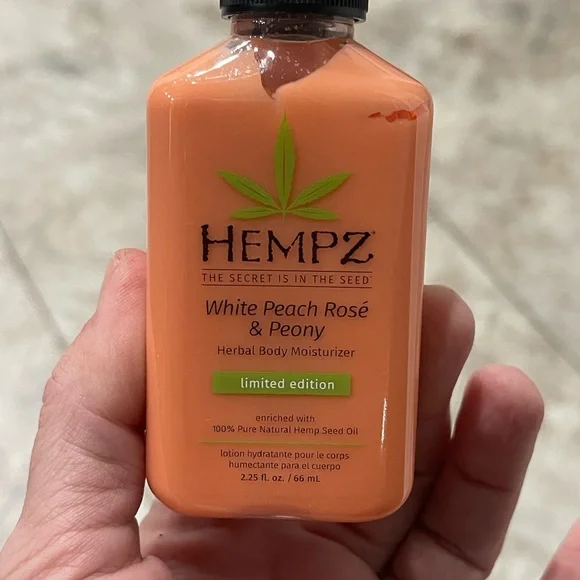 HEMPZ
THE SECRET IS IN THE SEED
White Peach Rosé
& Peony
Herbal Body Moisturizer
limited edition
enriched with
100% Pure Natural Hemp Seed Oil
lotion hydratante pour le corps
humectante para el cuerpo
2.25 fl. oz. / 66 mL